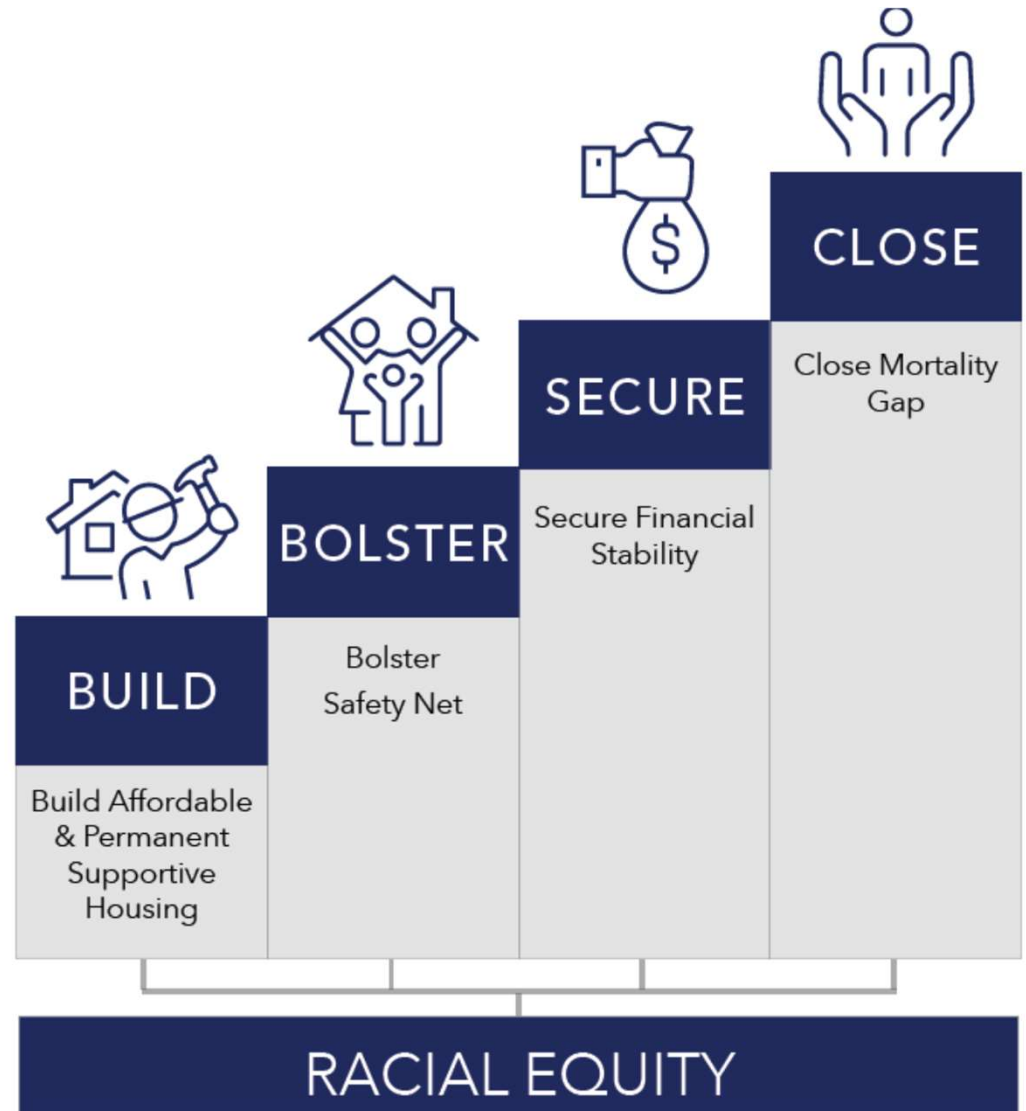 CLOSE
Close Mortality
Gap
SECURE
Secure Financial
Stability
$
BOLSTER
Bolster
Safety Net
BUILD
Build Affordable
& Permanent
Supportive
Housing
RACIAL EQUITY